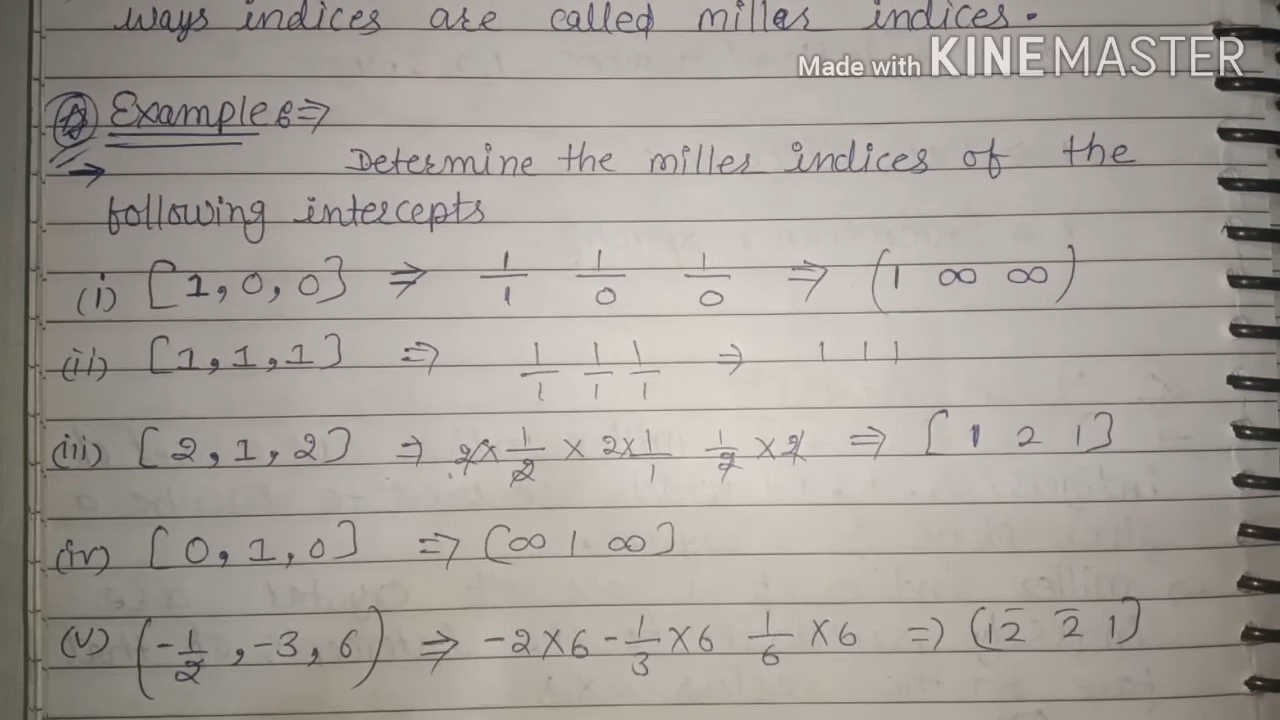 ways indices are called miller indices.
Made with KINEMASTER
Example :⇒
→ Determine the miller indices of the
following intercepts
(i) [1, 0, 0] ⇒ 1/1 1/0 1/0 ⇒ (1 ∞ ∞)
(ii) [1, 1, 1] ⇒ 1/1 1/1 1/1 ⇒ 1 1 1
(iii) [2, 1, 2] ⇒ 2 × 1/2 × 2×1/1 1/2 × 2 ⇒ [1 2 1]
(iv) [0, 1, 0] ⇒ [∞ 1 ∞]
(v) (-1/2, -3, 6) ⇒ -2×6 -1/3 ×6 1/6 ×6 ⇒ (1̄2̄ 2̄ 1]